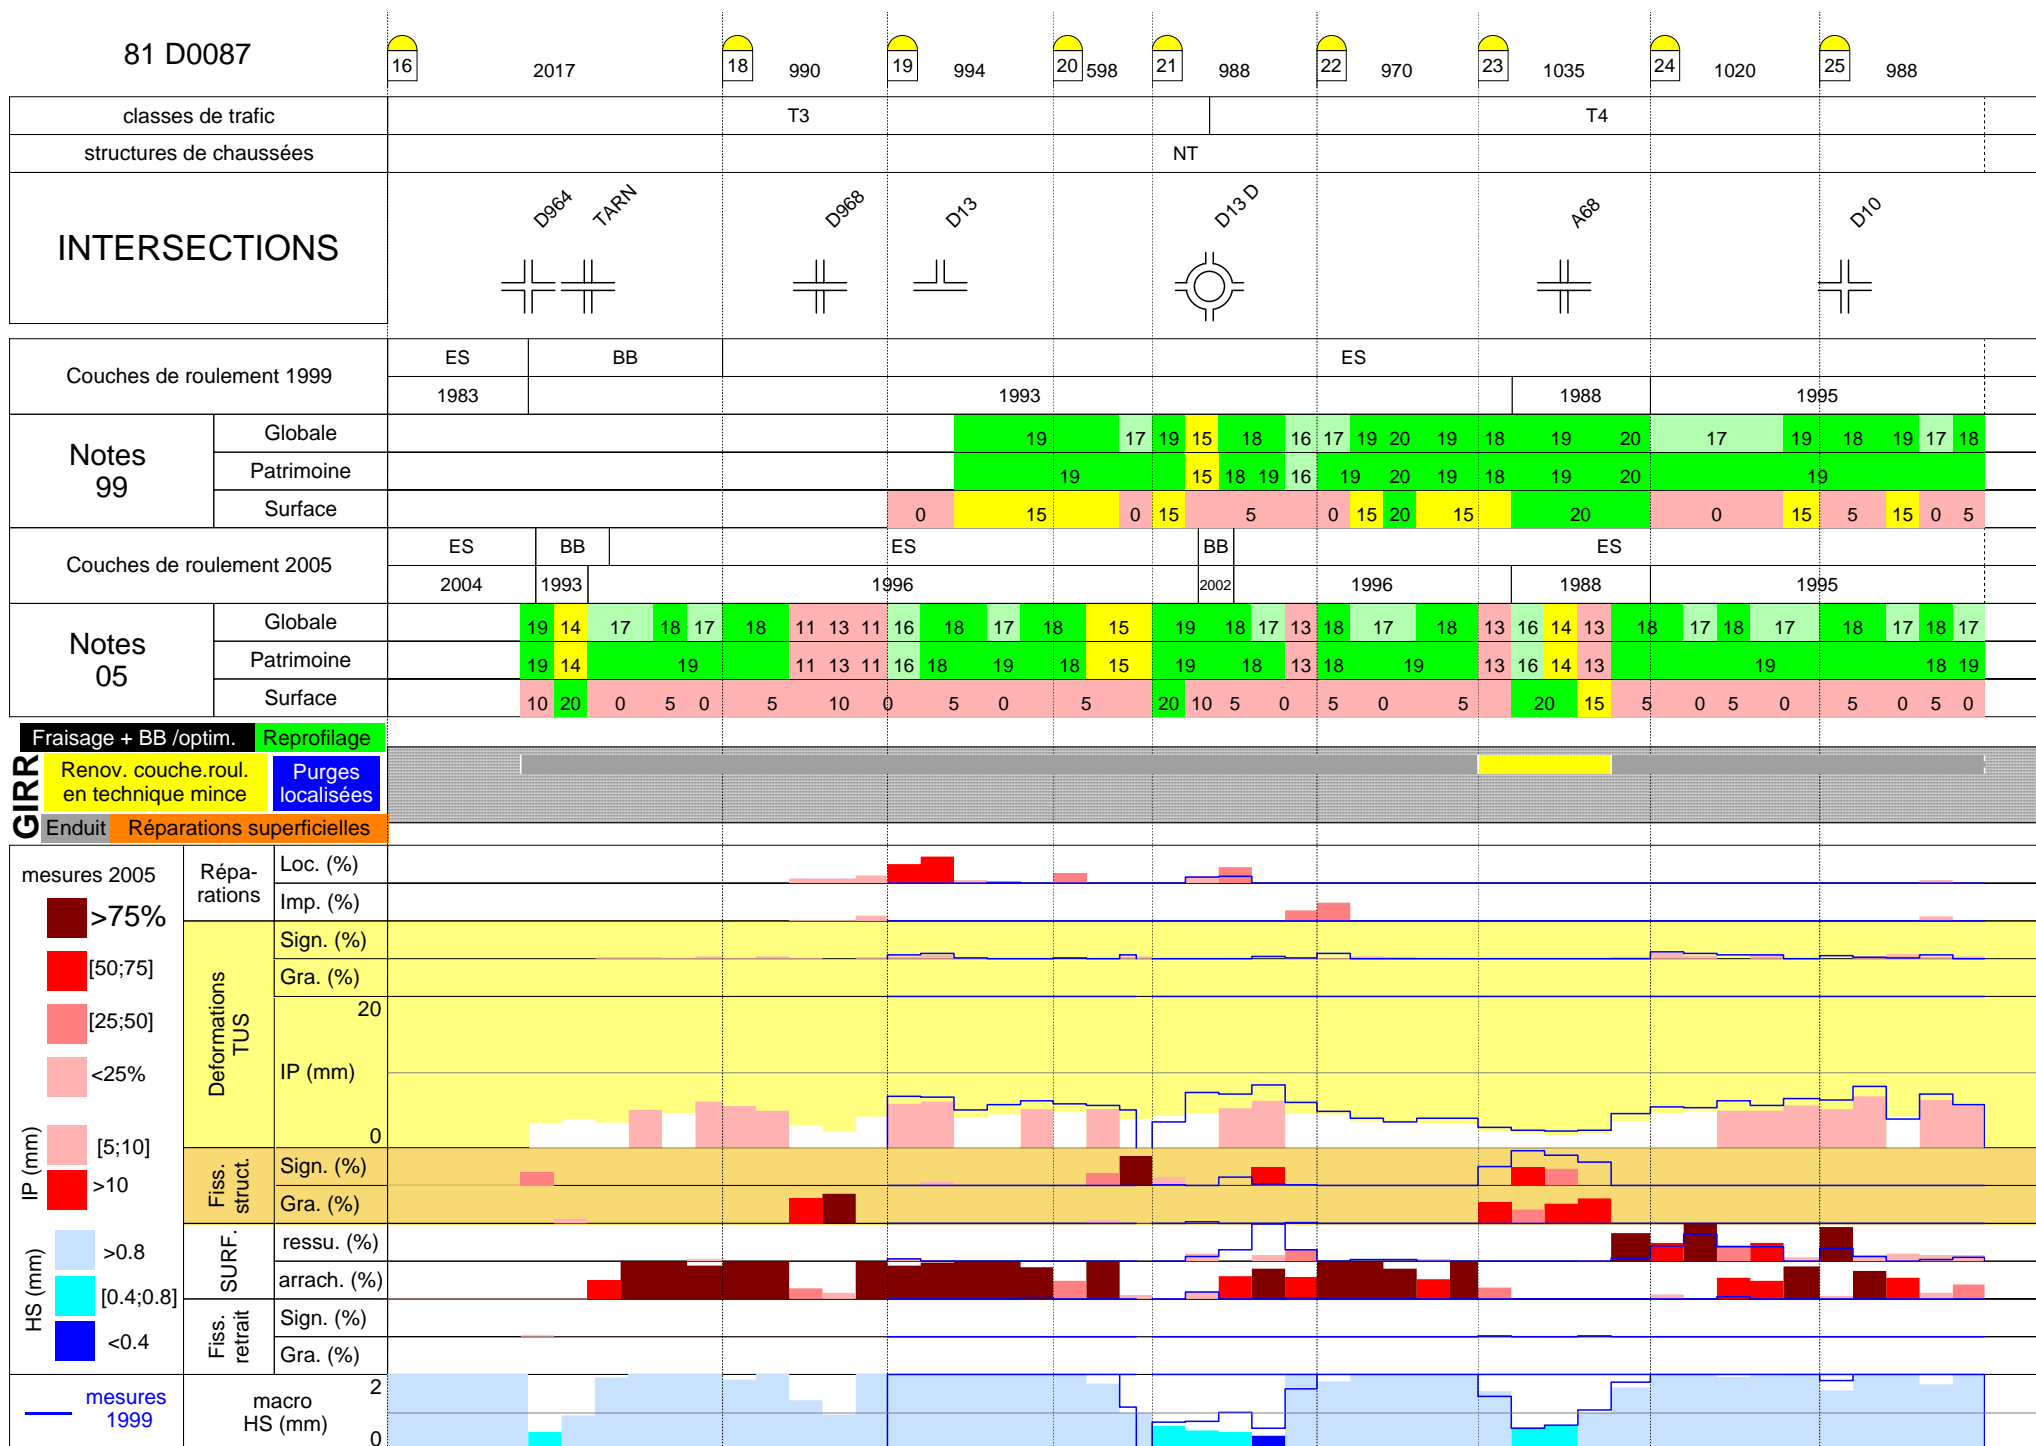 81 D0087
16 2017 18 990 19 994 20 598 21 988 22 970 23 1035 24 1020 25 988
classes de trafic T3 T4
structures de chaussées NT
INTERSECTIONS D964 TARN D968 D13 D13 D A68 D10
Couches de roulement 1999 ES BB ES
1983 1993 1988 1995
Notes 99
Globale 19 17 19 15 18 16 17 19 20 19 18 19 20 17 19 18 19 17 18
Patrimoine 19 15 18 19 16 19 20 19 18 19 20 19
Surface 0 15 0 15 5 0 15 20 15 20 0 15 5 15 0 5
Couches de roulement 2005 ES BB ES BB ES
2004 1993 1996 2002 1996 1988 1995
Notes 05
Globale 19 14 17 18 17 18 11 13 11 16 18 17 18 15 19 18 17 13 18 17 18 13 16 14 13 18 17 18 17 18 17 18 17
Patrimoine 19 14 19 11 13 11 16 18 19 18 15 19 18 13 18 19 13 16 14 13 19 18 19
Surface 10 20 0 5 0 5 10 0 5 0 5 20 10 5 0 5 0 5 20 15 5 0 5 0 5 0 5 0
GIRR
Fraisage + BB /optim. Reprofilage
Renov. couche.roul.
en technique mince
Purges
localisées
Enduit Réparations superficielles
mesures 2005
>75%
[50;75]
[25;50]
<25%
IP (mm)
[5;10]
>10
HS (mm)
>0.8
[0.4;0.8]
<0.4
mesures
1999
Répa-
rations
Loc. (%)
Imp. (%)
Deformations
TUS
Sign. (%)
Gra. (%)
20
IP (mm)
0
Fiss.
struct.
Sign. (%)
Gra. (%)
SURF.
ressu. (%)
arrach. (%)
Fiss.
retrait
Sign. (%)
Gra. (%)
macro
HS (mm)
2
0